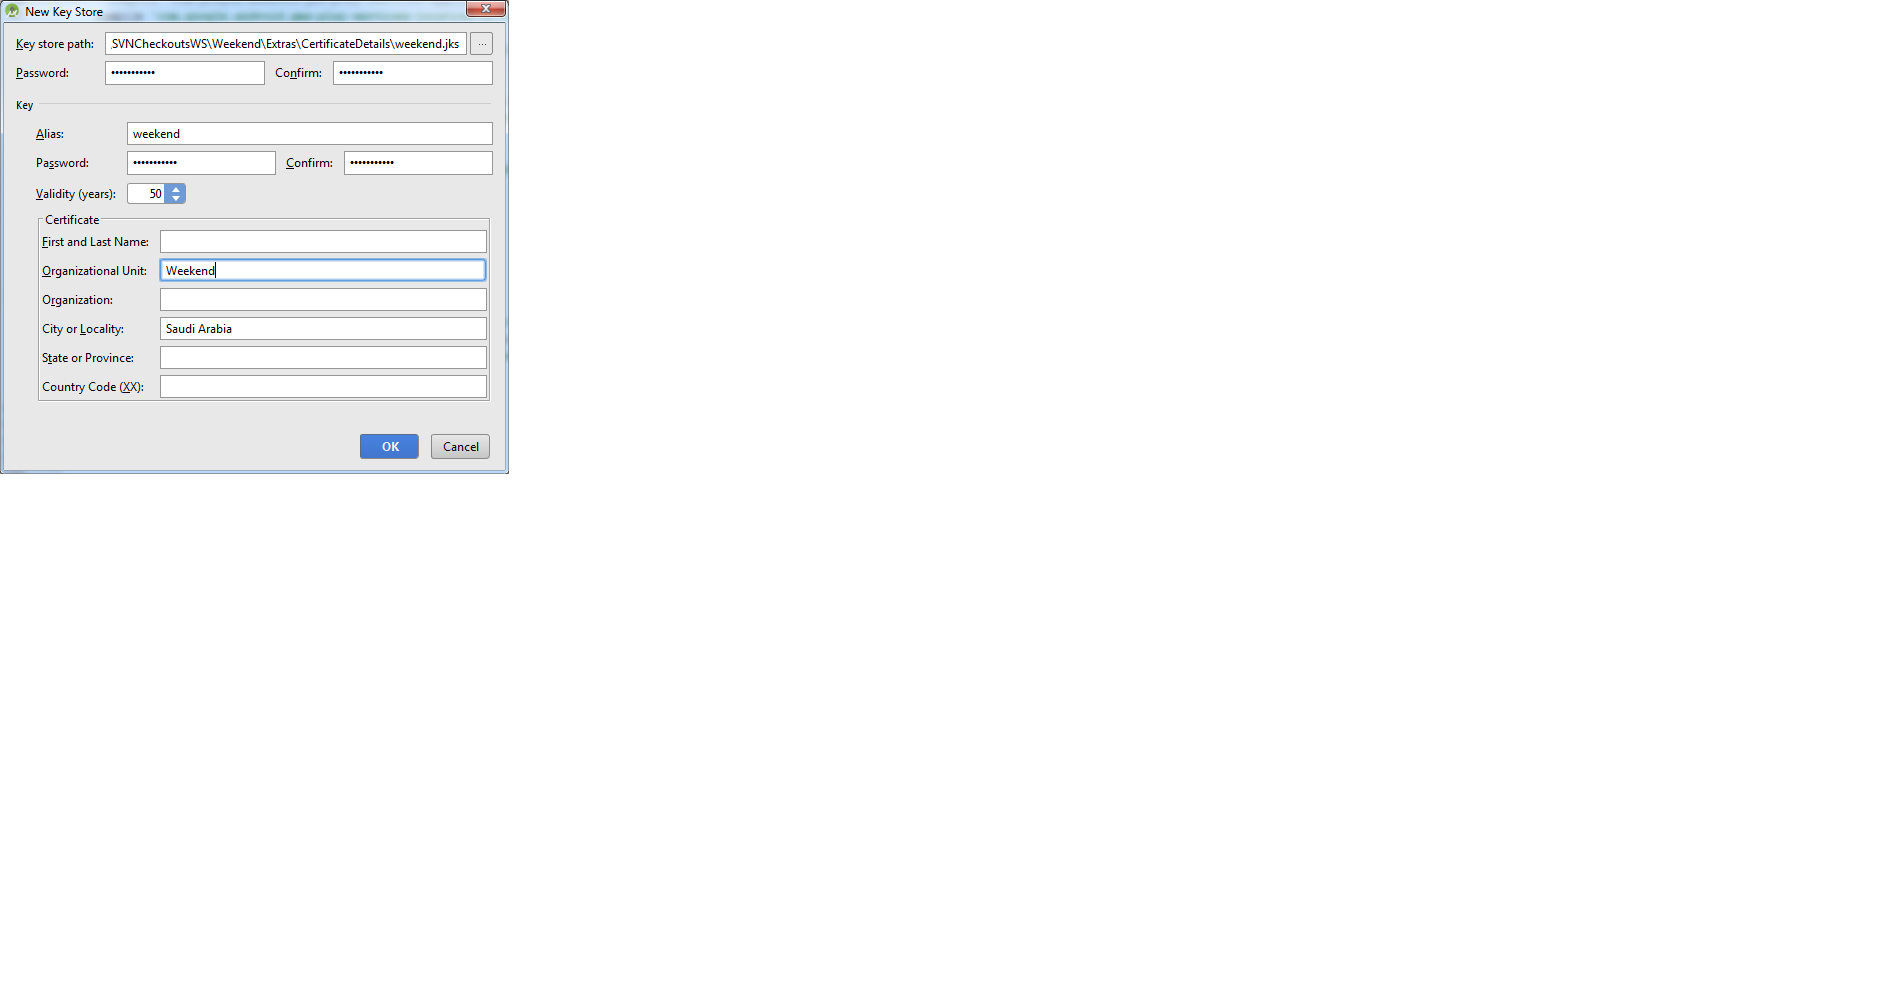 New Key Store
Key store path: SVNCheckoutsWS\Weekend\Extras\CertificateDetails\weekend.jks ...
Password: ••••••••••• Confirm: •••••••••••
Key
Alias: weekend
Password: ••••••••••• Confirm: •••••••••••
Validity (years): 50
Certificate
First and Last Name:
Organizational Unit: Weekend
Organization:
City or Locality: Saudi Arabia
State or Province:
Country Code (XX):
OK Cancel